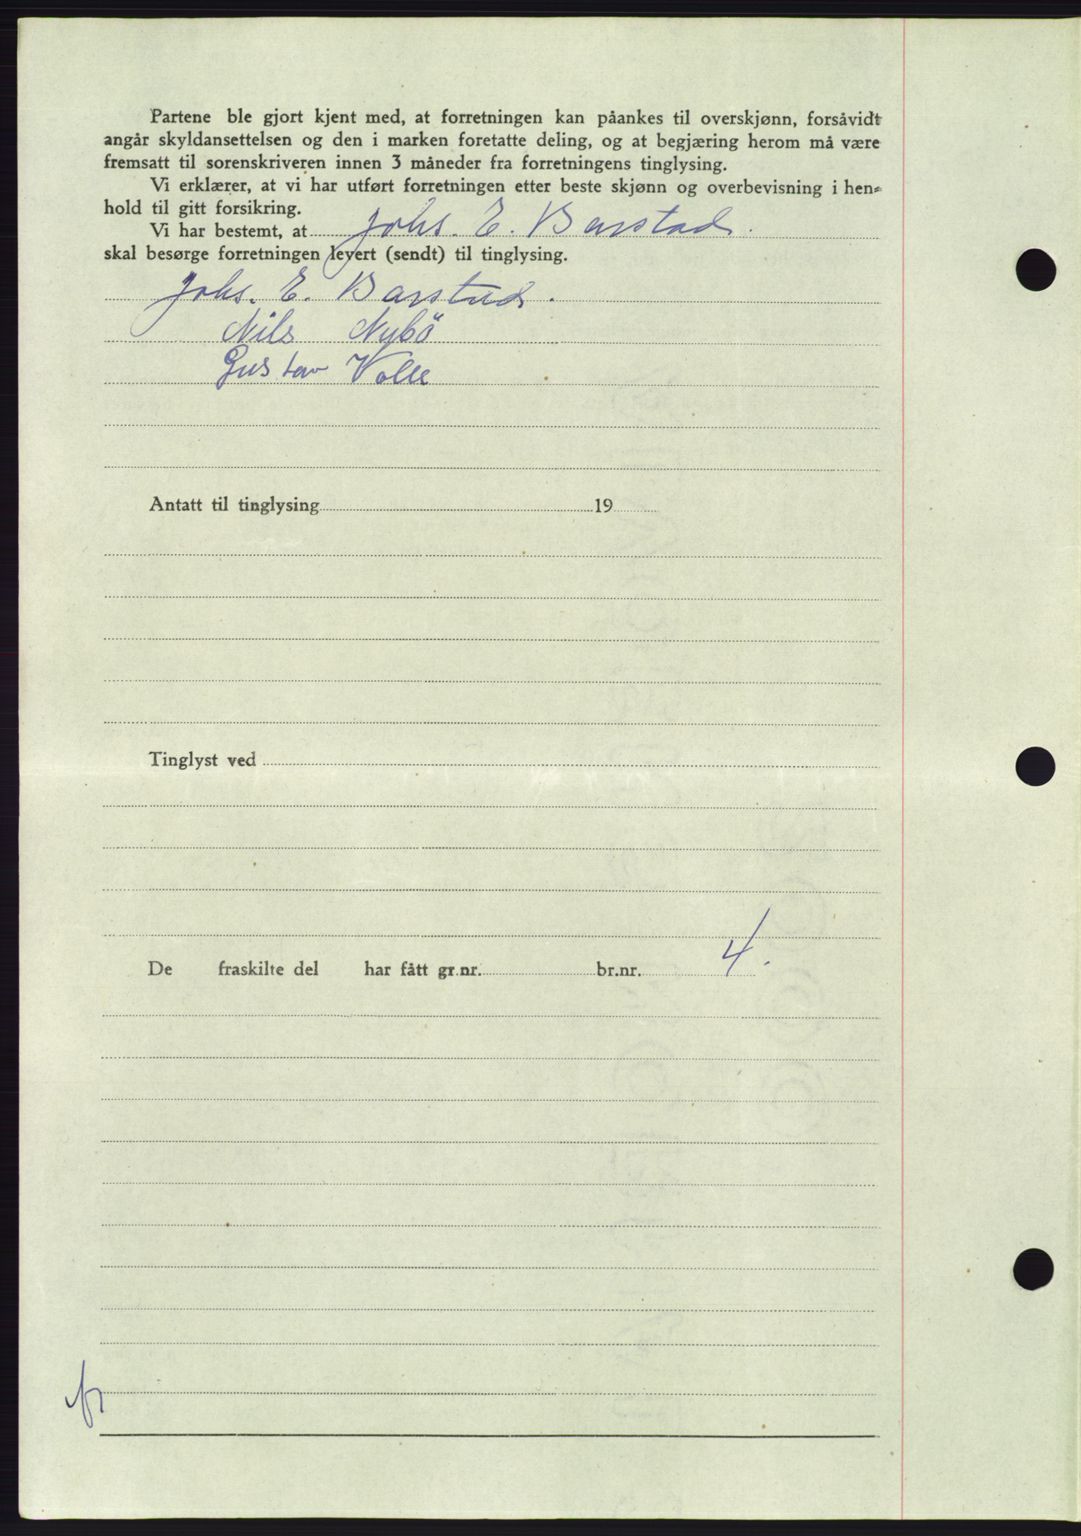 Partene ble gjort kjent med, at forretningen kan påankes til overskjønn, forsåvidt
angår skyldansettelsen og den i marken foretatte deling, og at begjæring herom må være
fremsatt til sorenskriveren innen 3 måneder fra forretningens tinglysing.
Vi erklærer, at vi har utført forretningen etter beste skjønn og overbevisning i hen-
hold til gitt forsikring.
Vi har bestemt, at Johs. E. Barstad.
skal besørge forretningen levert (sendt) til tinglysing.
Johs. E. Barstad.
Nils Nybö
Gustav Volle
Antatt til tinglysing 19
Tinglyst ved
De fraskilte del har fått gr.nr. br.nr. 4.